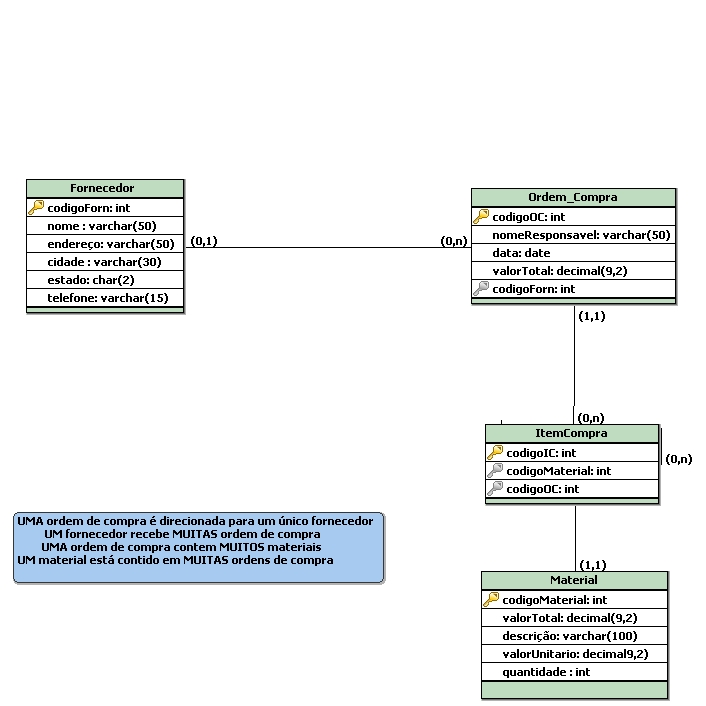 Fornecedor
codigoForn: int
nome : varchar(50)
endereço: varchar(50)
cidade : varchar(30)
estado: char(2)
telefone: varchar(15)
(0,1)
(0,n)
Ordem_Compra
codigoOC: int
nomeResponsavel: varchar(50)
data: date
valorTotal: decimal(9,2)
codigoForn: int
(1,1)
(0,n)
ItemCompra
codigoIC: int
codigoMaterial: int
codigoOC: int
(0,n)
UMA ordem de compra é direcionada para um único fornecedor
UM fornecedor recebe MUITAS ordem de compra
UMA ordem de compra contem MUITOS materiais
UM material está contido em MUITAS ordens de compra
(1,1)
Material
codigoMaterial: int
valorTotal: decimal(9,2)
descrição: varchar(100)
valorUnitario: decimal9,2)
quantidade : int